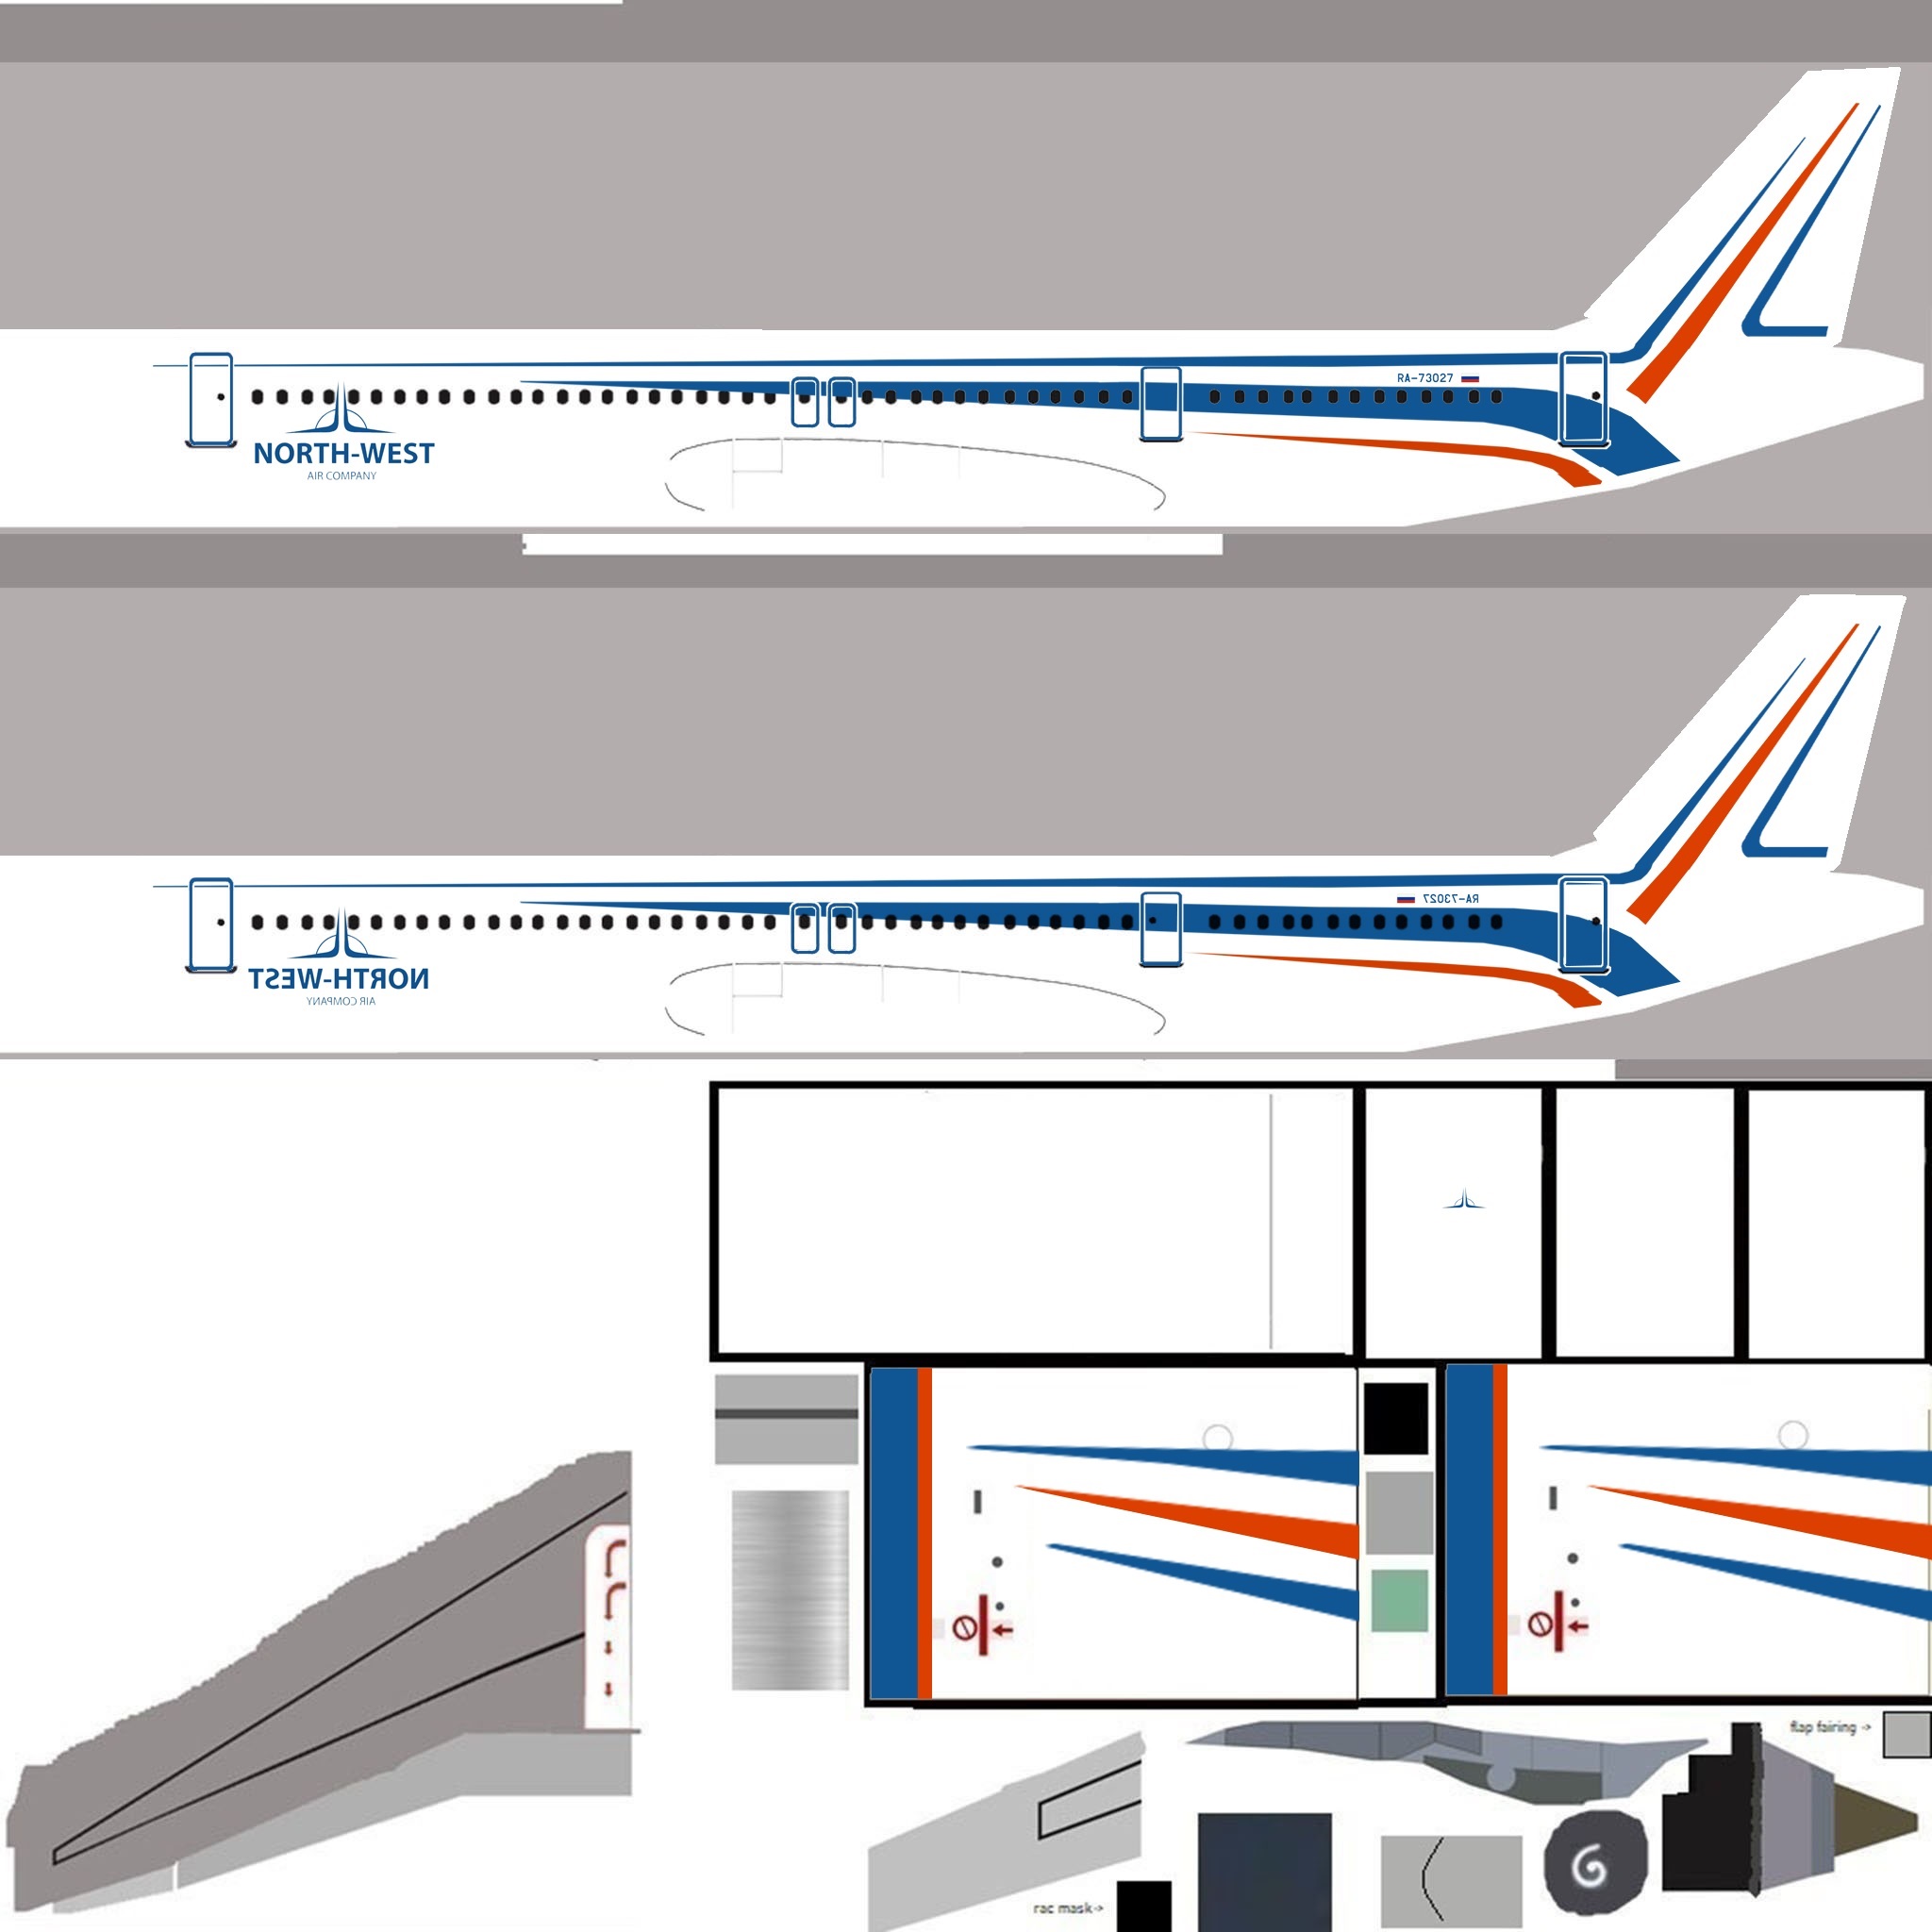 RA-73027
NORTH-WEST
AIR COMPANY
RA-73027
NORTH-WEST
AIR COMPANY
flap fairing ->
rac mask->